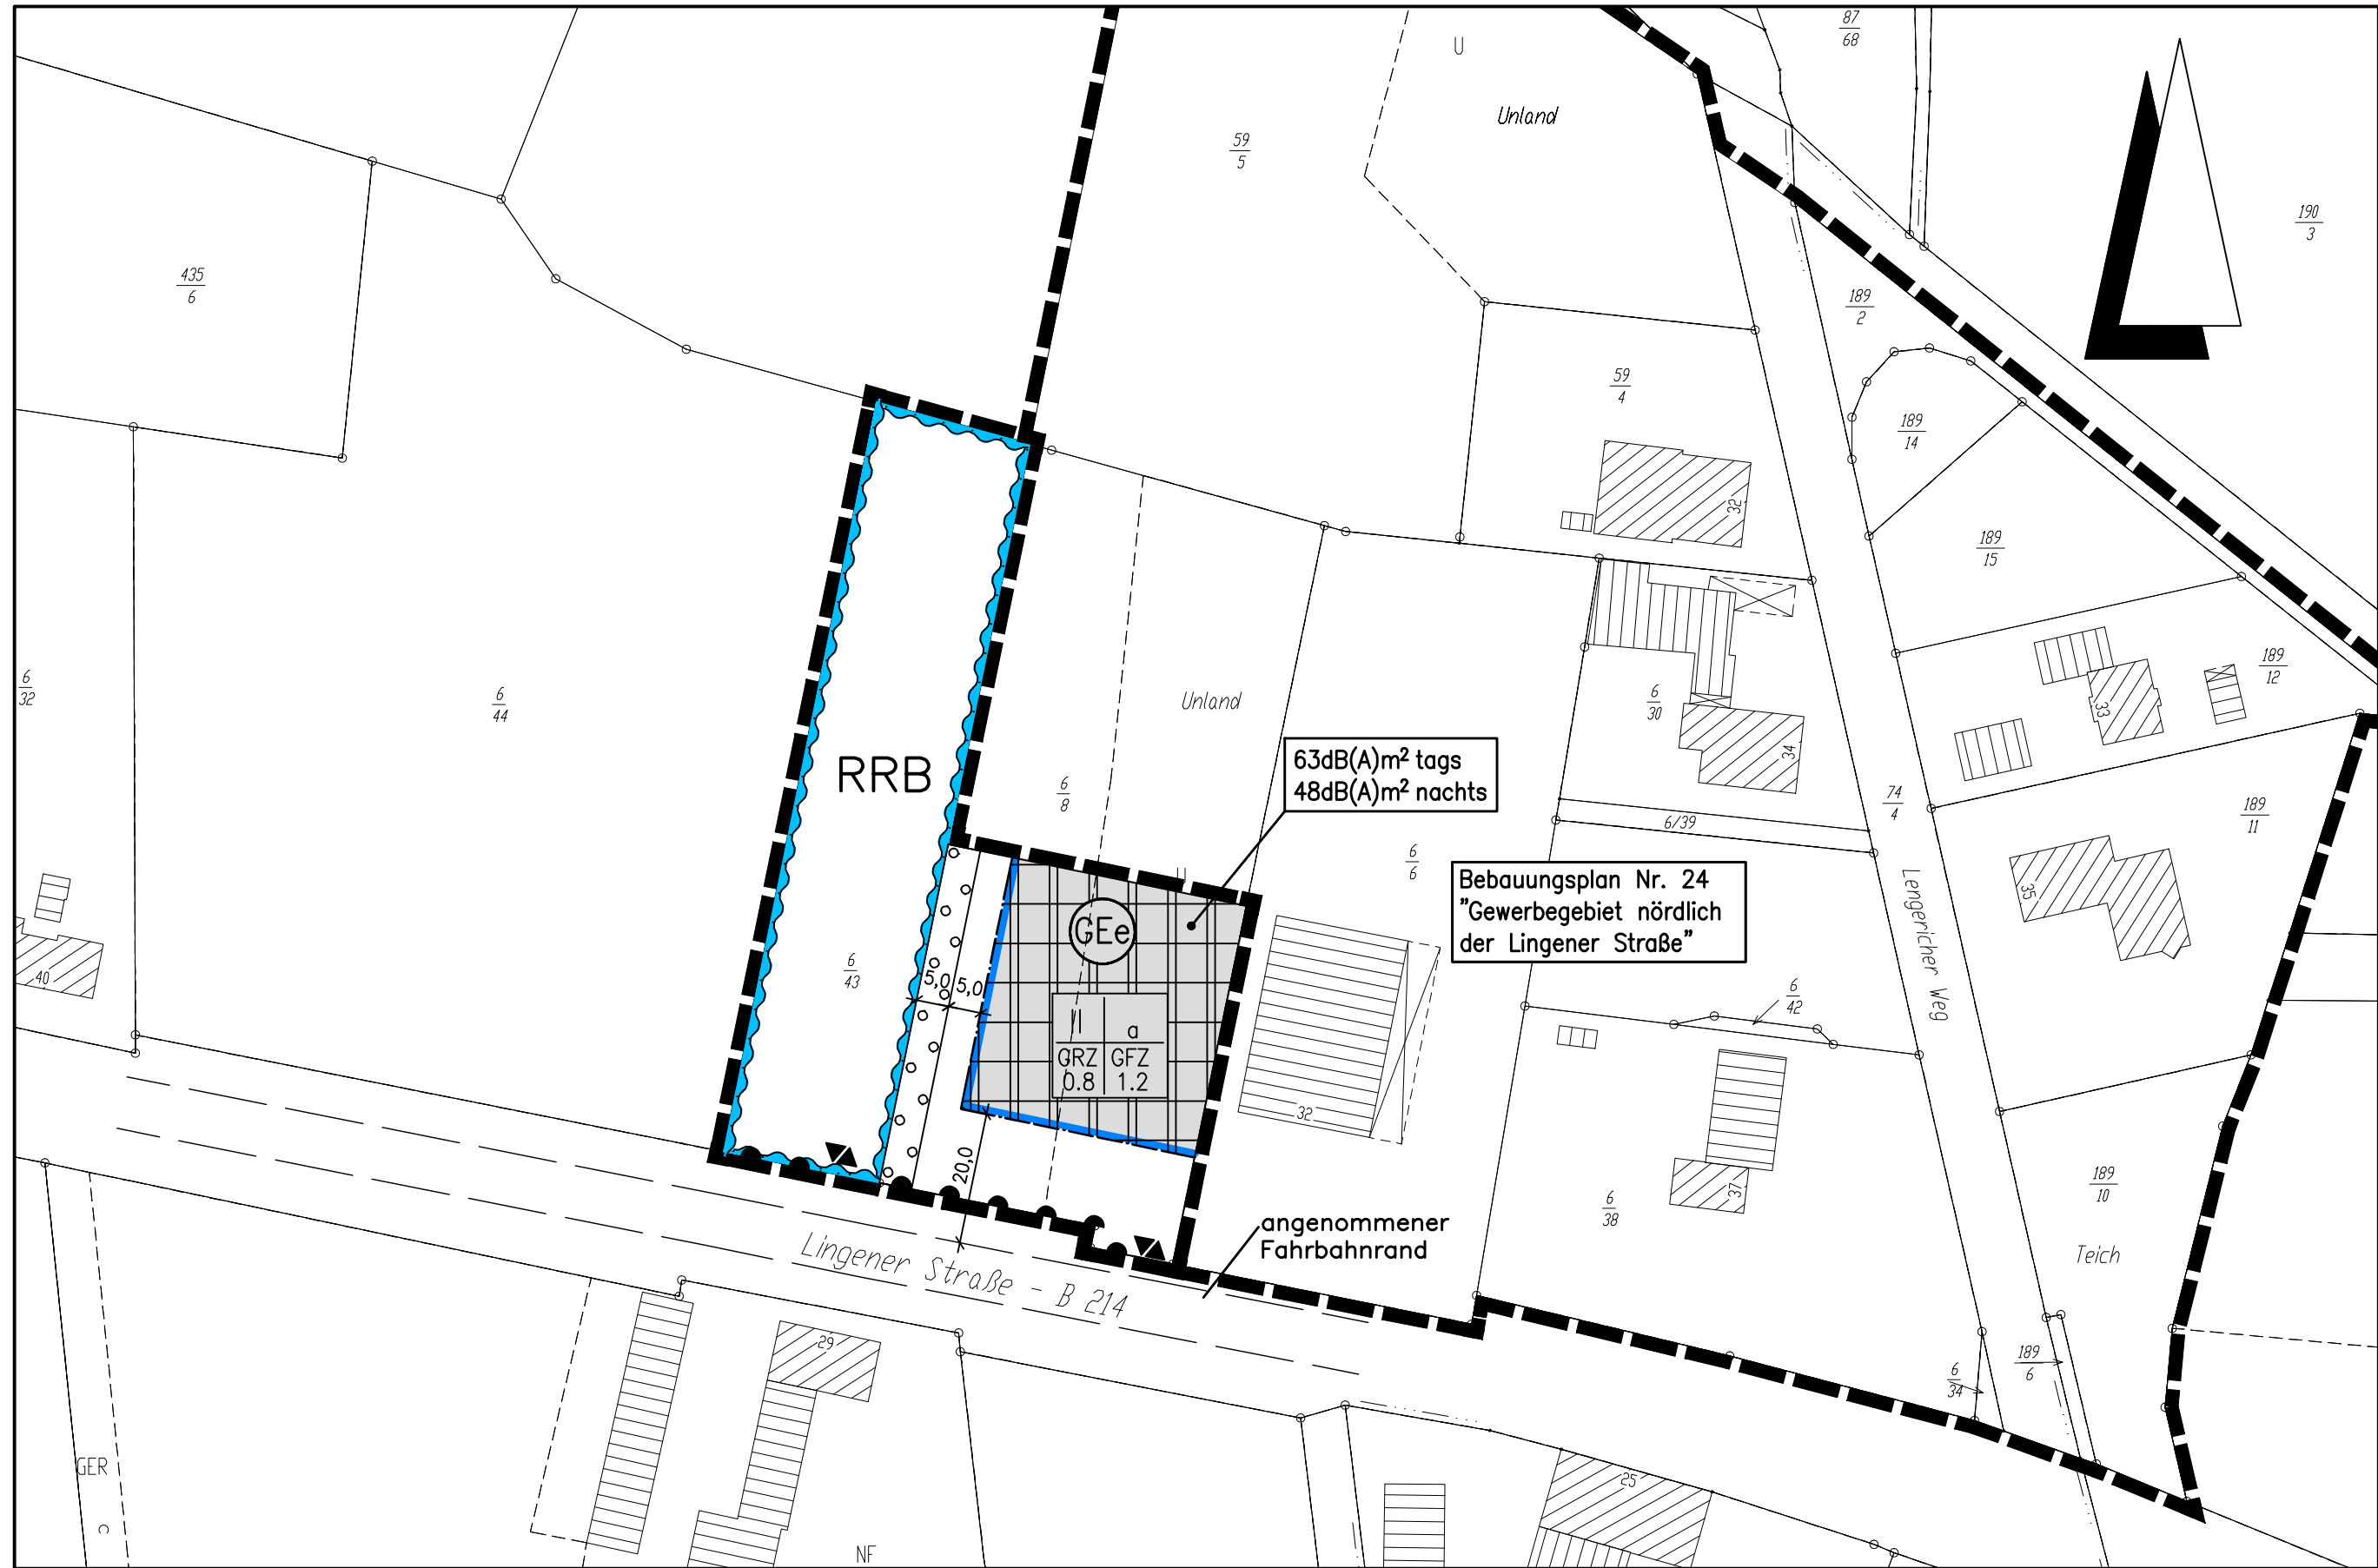 87
68
U
Unland
59
5
190
3
435
6
189
2
59
4
189
14
32
189
15
6
32
6
44
189
12
Unland
6
30
33
RRB
34
63dB(A)m² tags
48dB(A)m² nachts
6
8
74
4
189
11
6/39
6
6
U
Bebauungsplan Nr. 24
"Gewerbegebiet nördlich
der Lingener Straße"
35
GEe
Lengericher Weg
40
6
43
5,0 5,0
6
42
II a
GRZ GFZ
0.8 1.2
32
20,0
37
189
10
6
38
angenommener
Fahrbahnrand
Teich
Lingener Straße - B 214
29
189
6
6
34
GER
25
C
NF